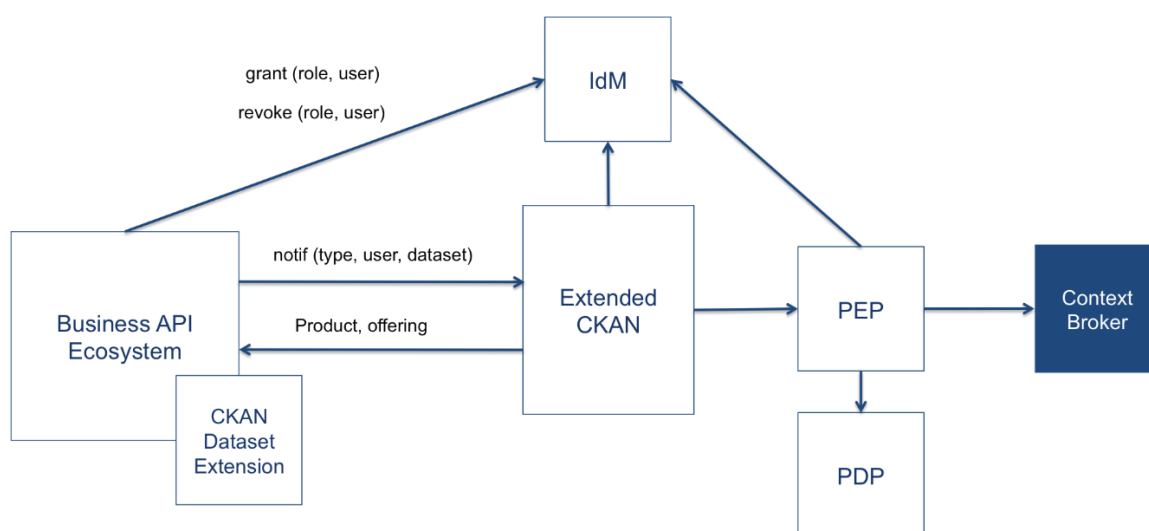 grant (role, user)
IdM
revoke (role, user)
notif (type, user, dataset)
Business API
Ecosystem
Product, offering
Extended
CKAN
PEP
Context
Broker
CKAN
Dataset
Extension
PDP